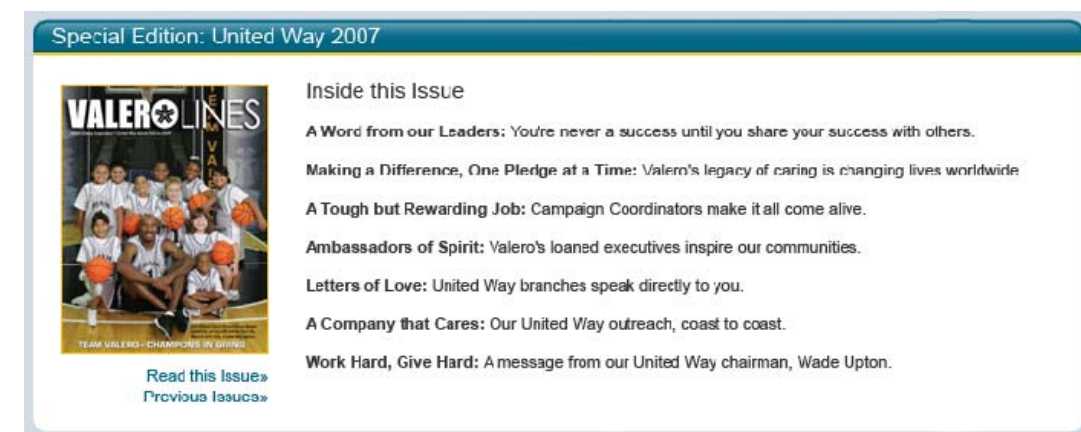 Special Edition: United Way 2007
VALERO LINES
TEAM VALERO – CHAMPIONS IN GIVING
Read this Issue»
Previous Issues»
Inside this Issue
A Word from our Leaders: You're never a success until you share your success with others.
Making a Difference, One Pledge at a Time: Valero's legacy of caring is changing lives worldwide
A Tough but Rewarding Job: Campaign Coordinators make it all come alive.
Ambassadors of Spirit: Valero's loaned executives inspire our communities.
Letters of Love: United Way branches speak directly to you.
A Company that Cares: Our United Way outreach, coast to coast.
Work Hard, Give Hard: A message from our United Way chairman, Wade Upton.